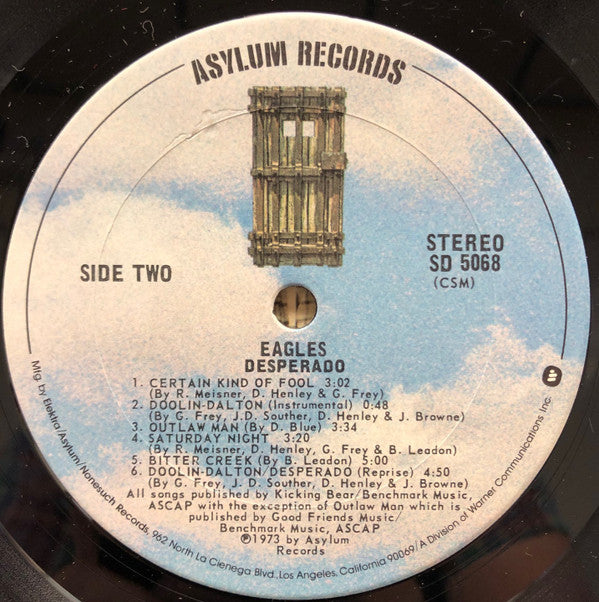 ASYLUM RECORDS
SIDE TWO
STEREO
SD 5068
(CSM)
EAGLES
DESPERADO
1. CERTAIN KIND OF FOOL 3:02
(By R. Meisner, D. Henley & G. Frey)
2. DOOLIN-DALTON (Instrumental) 0:48
(By G. Frey, J.D. Souther, D. Henley & J. Browne)
3. OUTLAW MAN (By D. Blue) 3:34
4. SATURDAY NIGHT 3:20
(By R. Meisner, D. Henley, G. Frey & B. Leadon)
5. BITTER CREEK (By B. Leadon) 5:00
6. DOOLIN-DALTON/DESPERADO (Reprise) 4:50
(By G. Frey, J.D. Souther, D. Henley & J. Browne)
All songs published by Kicking Bear/Benchmark Music,
ASCAP with the exception of Outlaw Man which is
published by Good Friends Music/
Benchmark Music, ASCAP
℗1973 by Asylum
Records
Mfg. by Elektra/Asylum/Nonesuch Records, 962 North La Cienega Blvd., Los Angeles, California 90069/A Division of Warner Communications Inc.